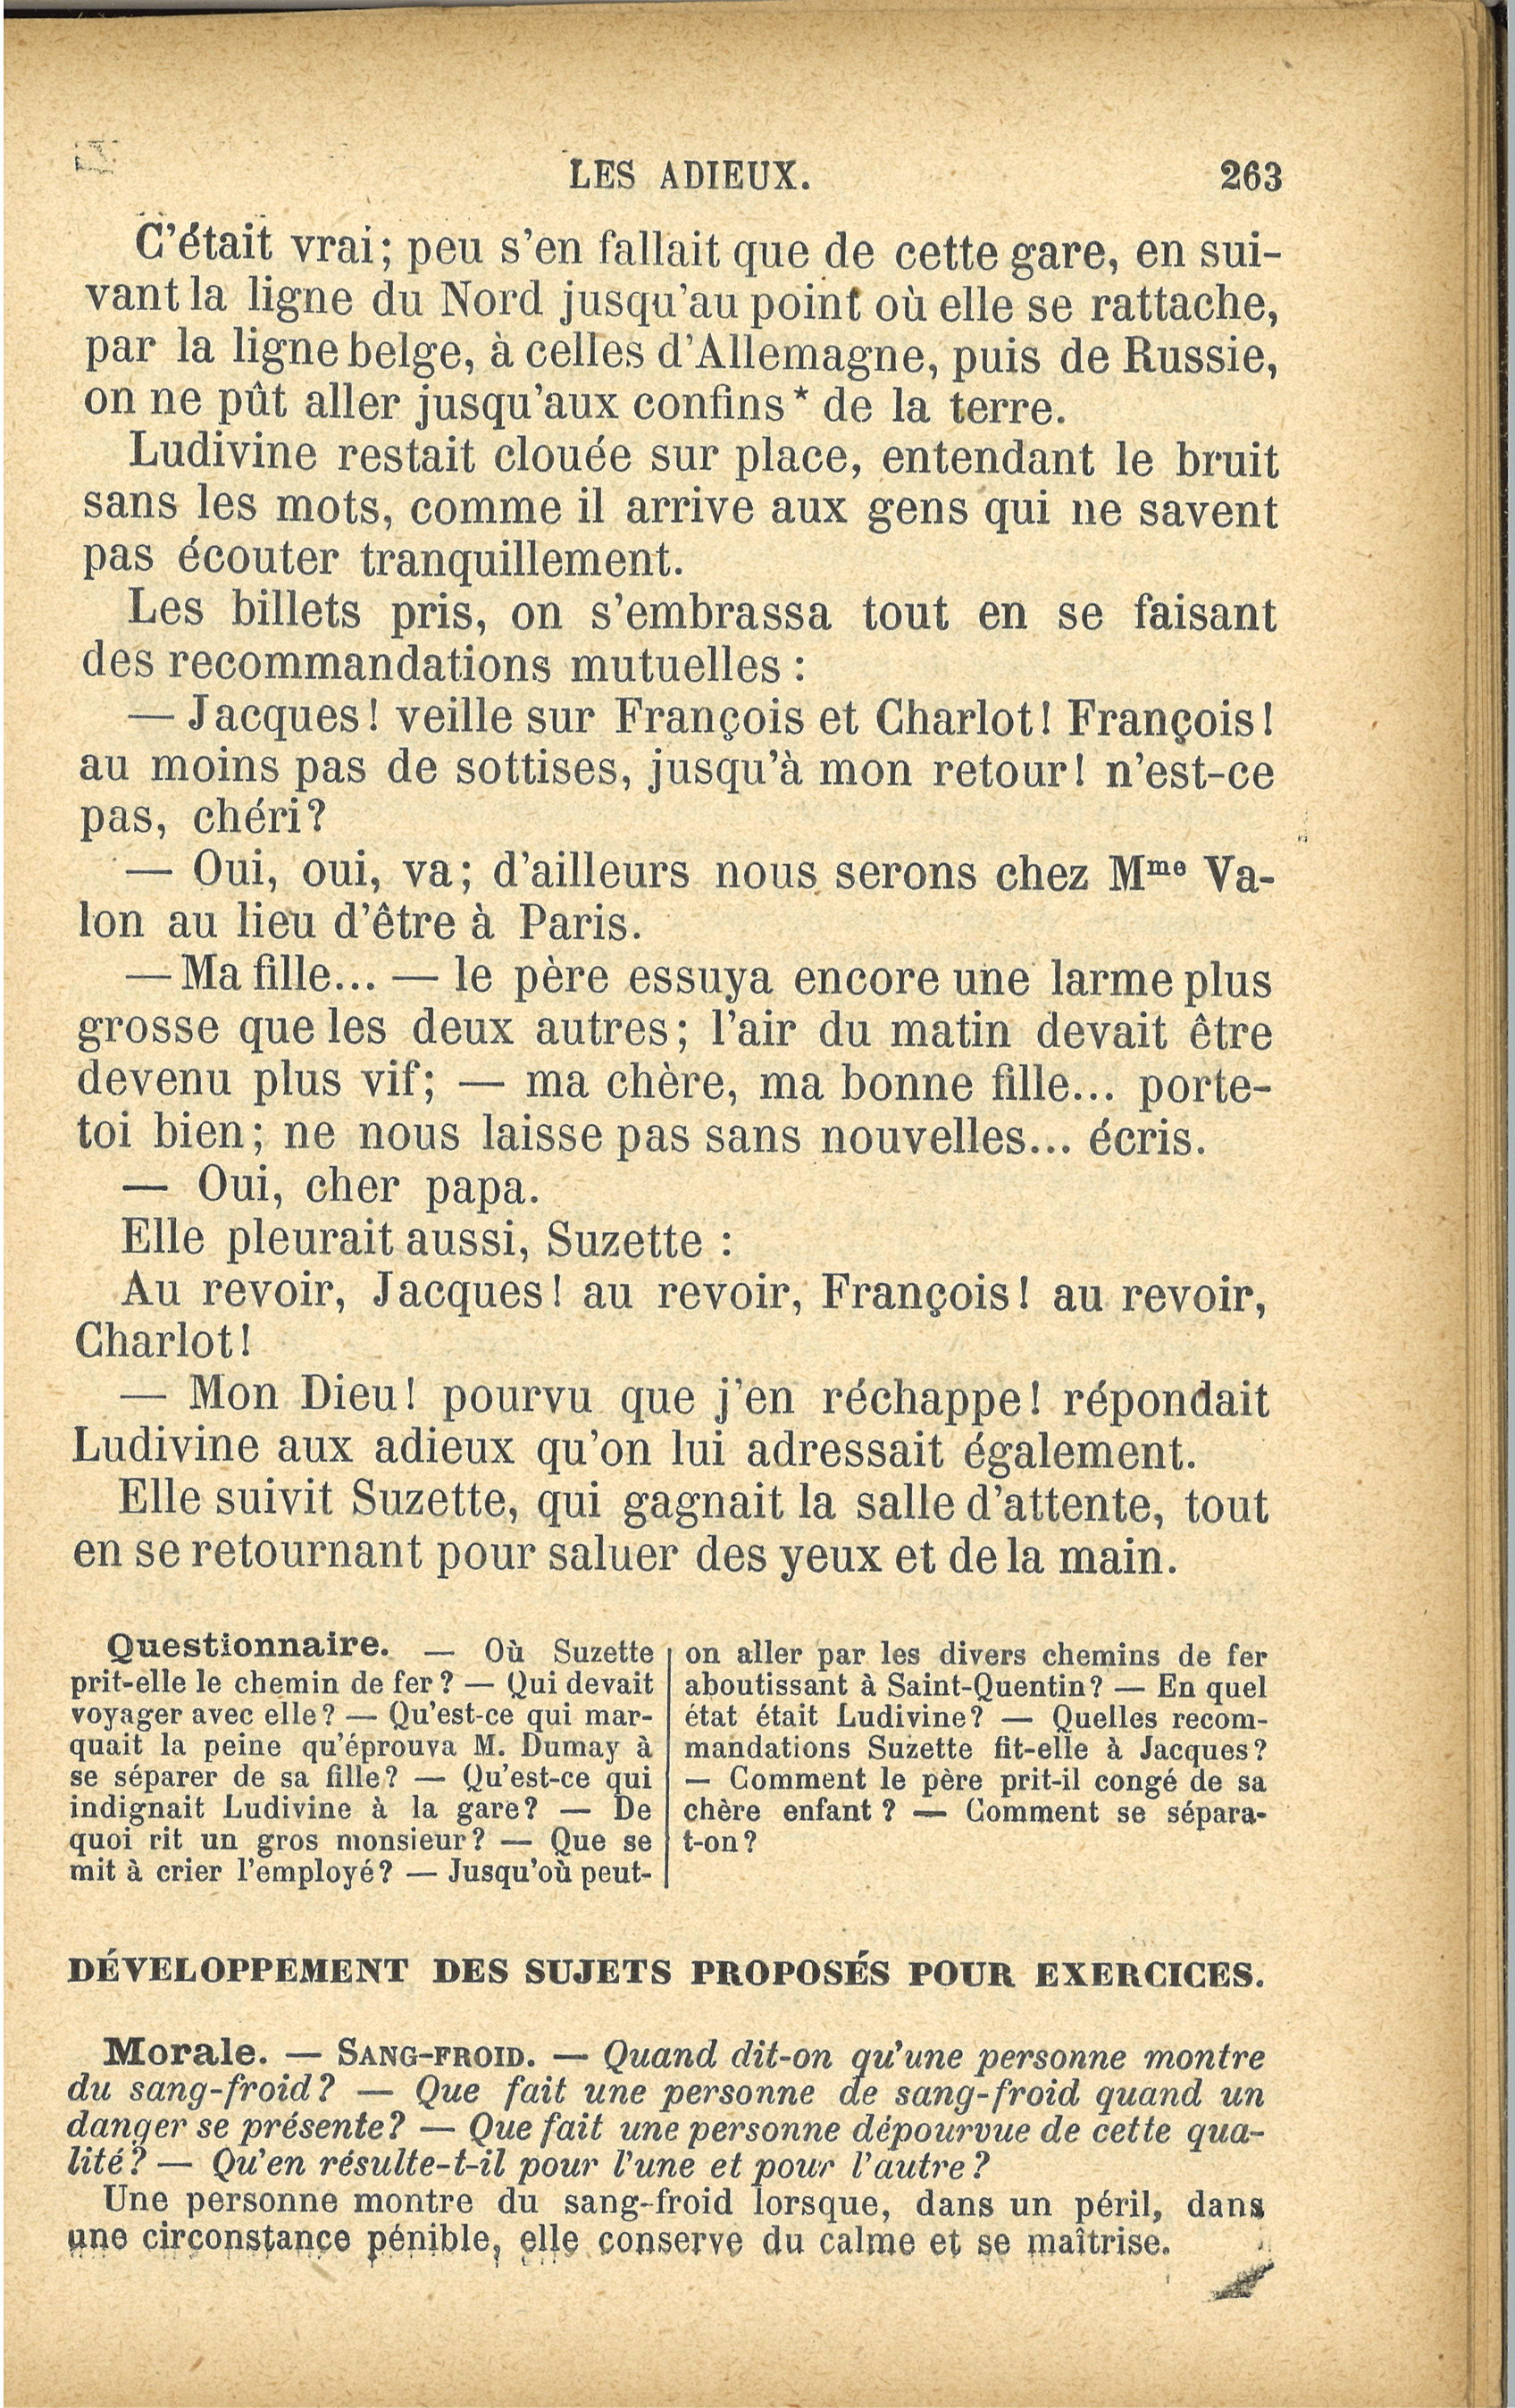 LES ADIEUX. 263
C'était vrai; peu s'en fallait que de cette gare, en sui-
vant la ligne du Nord jusqu'au point où elle se rattache,
par la ligne belge, à celles d'Allemagne, puis de Russie,
on ne pût aller jusqu'aux confins * de la terre.
Ludivine restait clouée sur place, entendant le bruit
sans les mots, comme il arrive aux gens qui ne savent
pas écouter tranquillement.
Les billets pris, on s'embrassa tout en se faisant
des recommandations mutuelles :
— Jacques! veille sur François et Charlot! François!
au moins pas de sottises, jusqu'à mon retour! n'est-ce
pas, chéri?
— Oui, oui, va; d'ailleurs nous serons chez Mme Va-
lon au lieu d'être à Paris.
— Ma fille... — le père essuya encore une larme plus
grosse que les deux autres; l'air du matin devait être
devenu plus vif; — ma chère, ma bonne fille... porte-
toi bien; ne nous laisse pas sans nouvelles... écris.
— Oui, cher papa.
Elle pleurait aussi, Suzette :
Au revoir, Jacques! au revoir, François! au revoir,
Charlot!
— Mon Dieu! pourvu que j'en réchappe! répondait
Ludivine aux adieux qu'on lui adressait également.
Elle suivit Suzette, qui gagnait la salle d'attente, tout
en se retournant pour saluer des yeux et de la main.
Questionnaire. — Où Suzette
prit-elle le chemin de fer? — Qui devait
voyager avec elle? — Qu'est-ce qui mar-
quait la peine qu'éprouva M. Dumay à
se séparer de sa fille? — Qu'est-ce qui
indignait Ludivine à la gare? — De
quoi rit un gros monsieur? — Que se
mit à crier l'employé? — Jusqu'où peut-
on aller par les divers chemins de fer
aboutissant à Saint-Quentin? — En quel
état était Ludivine? — Quelles recom-
mandations Suzette fit-elle à Jacques?
— Comment le père prit-il congé de sa
chère enfant? — Comment se sépara-
t-on?
DÉVELOPPEMENT DES SUJETS PROPOSÉS POUR EXERCICES.
Morale. — SANG-FROID. — Quand dit-on qu'une personne montre
du sang-froid? — Que fait une personne de sang-froid quand un
danger se présente? — Que fait une personne dépourvue de cette qua-
lité? — Qu'en résulte-t-il pour l'une et pour l'autre?
Une personne montre du sang-froid lorsque, dans un péril, dans
une circonstance pénible, elle conserve du calme et se maîtrise.